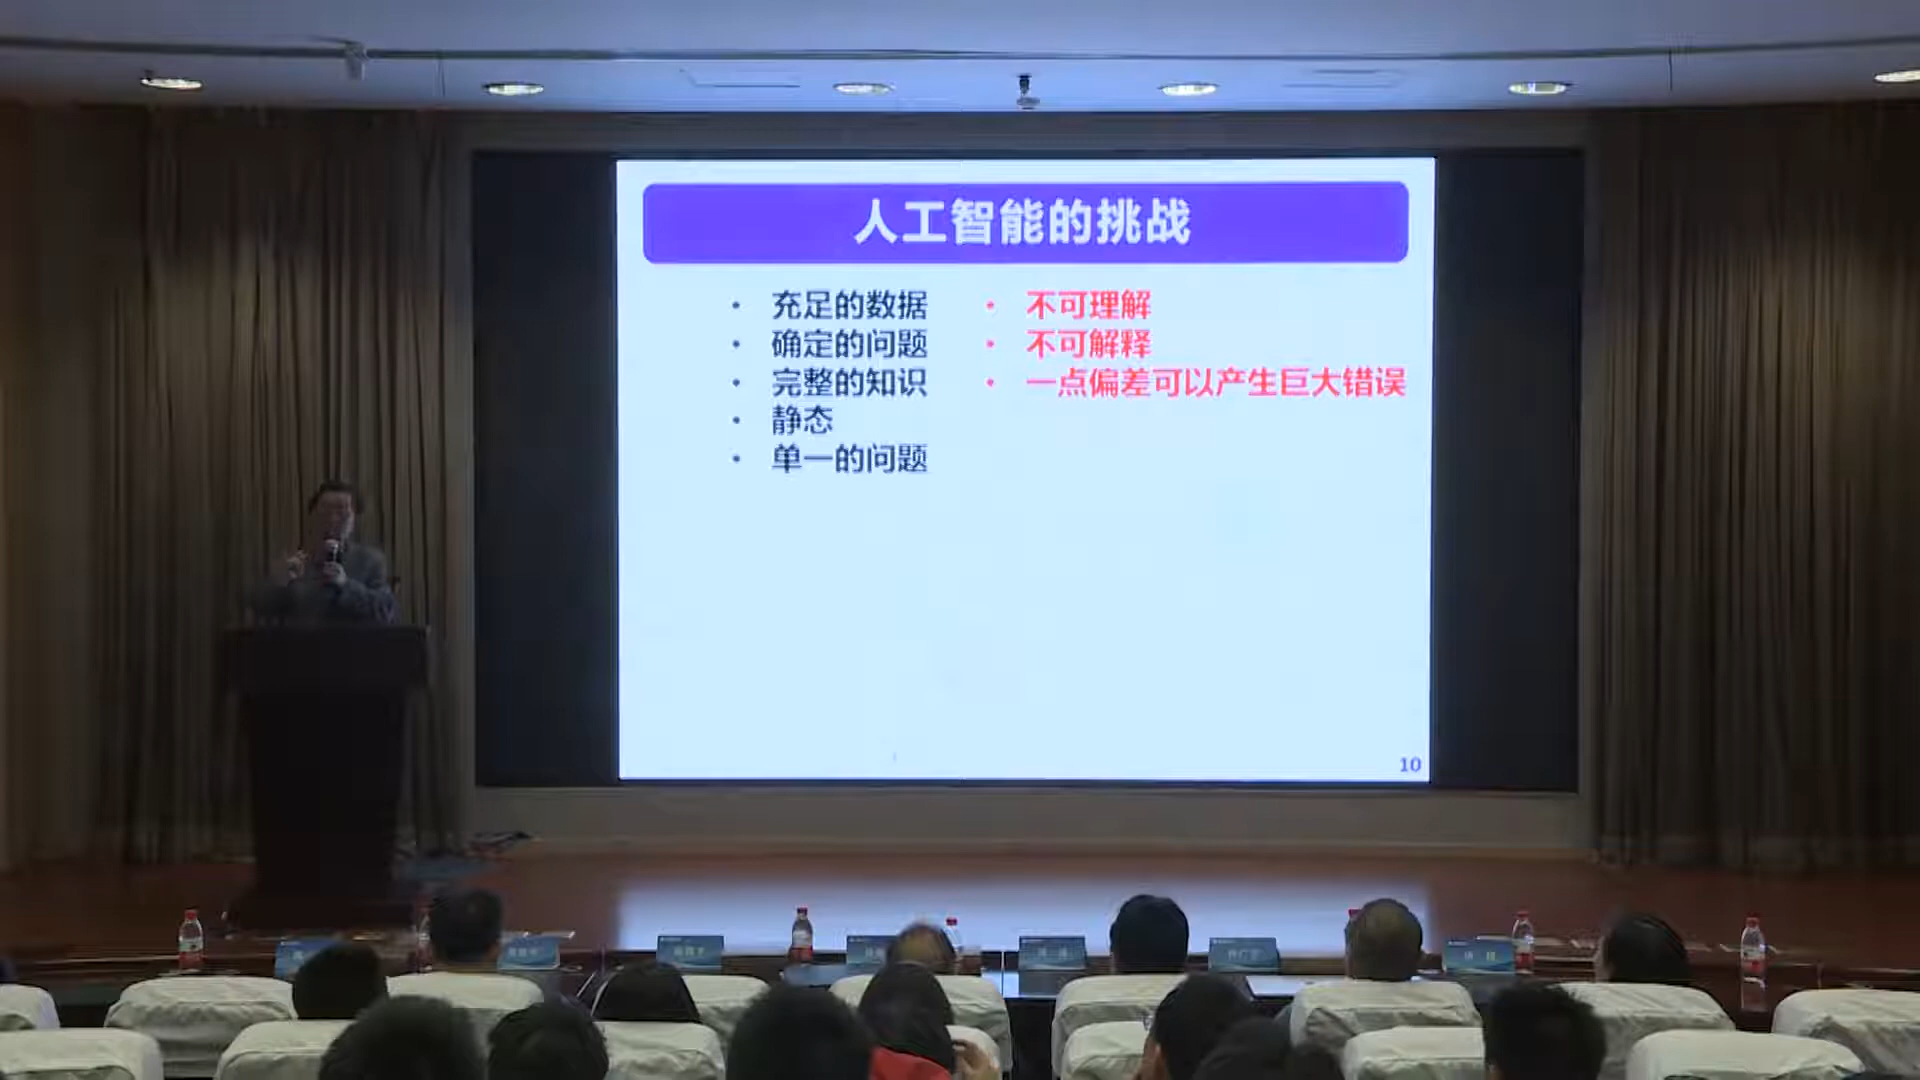 人工智能的挑战
• 充足的数据
• 确定的问题
• 完整的知识
• 静态
• 单一的问题
• 不可理解
• 不可解释
• 一点偏差可以产生巨大错误
10